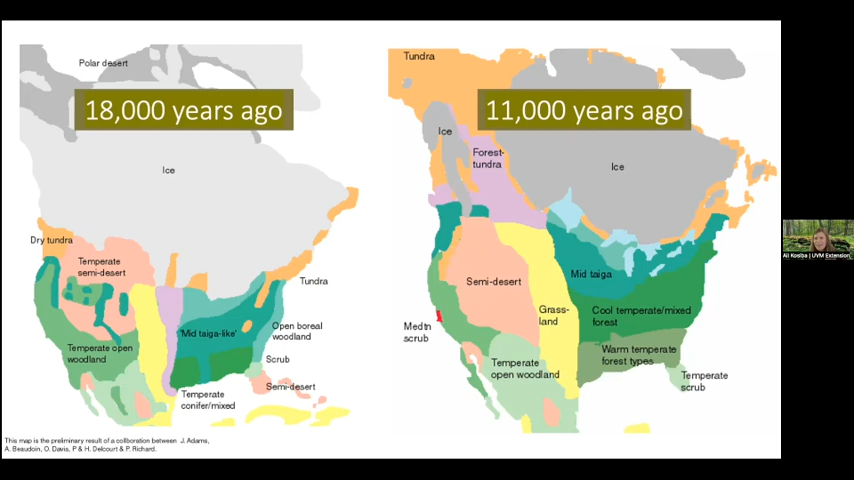 Polar desert
18,000 years ago
Ice
Dry tundra
Temperate
semi-desert
Tundra
'Mid taiga-like'
Open boreal
woodland
Temperate open
woodland
Scrub
Semi-desert
Temperate
conifer/mixed
This map is the preliminary result of a collboration between J. Adams,
A. Beaudoin, O. Davis, P & H. Delcourt & P. Richard.
Tundra
11,000 years ago
Ice
Forest-
tundra
Ice
Mid taiga
Semi-desert
Grass-
land
Cool temperate/mixed
forest
Medtn
scrub
Warm temperate
forest types
Temperate
open woodland
Temperate
scrub
Ali Kosiba | UVM Extension